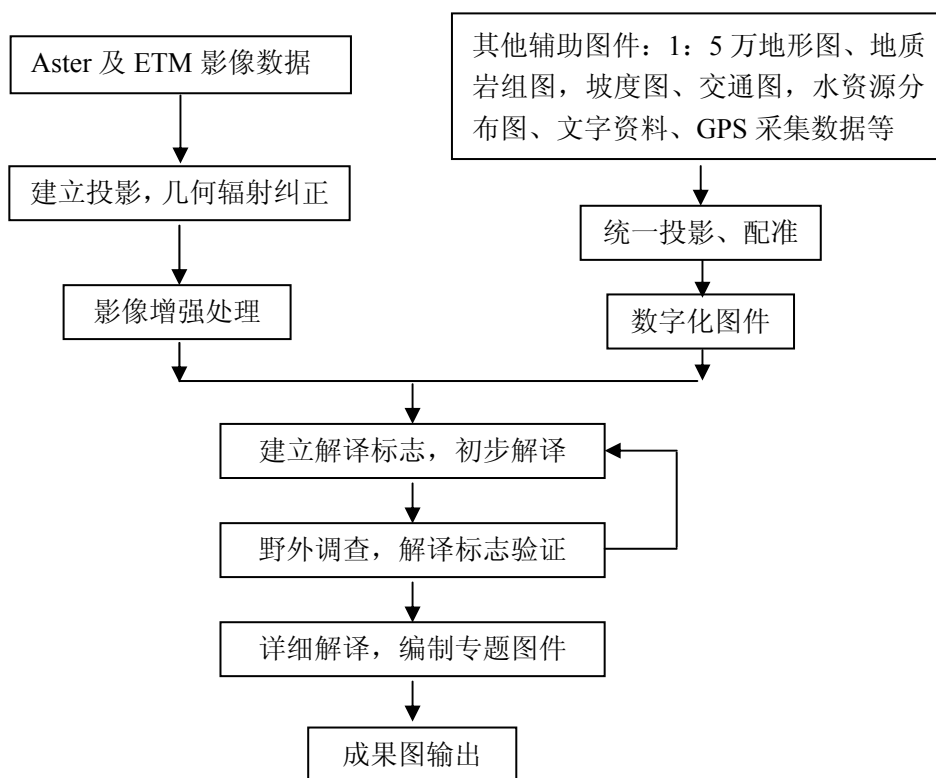 Aster 及 ETM 影像数据
其他辅助图件：1：5 万地形图、地质
岩组图，坡度图、交通图，水资源分
布图、文字资料、GPS 采集数据等
建立投影，几何辐射纠正
统一投影、配准
影像增强处理
数字化图件
建立解译标志，初步解译
野外调查，解译标志验证
详细解译，编制专题图件
成果图输出